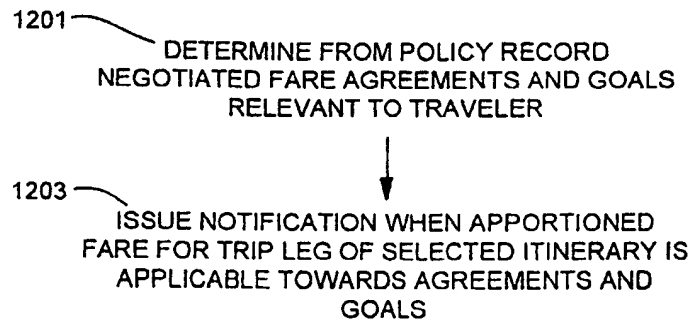 1201
DETERMINE FROM POLICY RECORD
NEGOTIATED FARE AGREEMENTS AND GOALS
RELEVANT TO TRAVELER
1203
ISSUE NOTIFICATION WHEN APPORTIONED
FARE FOR TRIP LEG OF SELECTED ITINERARY IS
APPLICABLE TOWARDS AGREEMENTS AND
GOALS